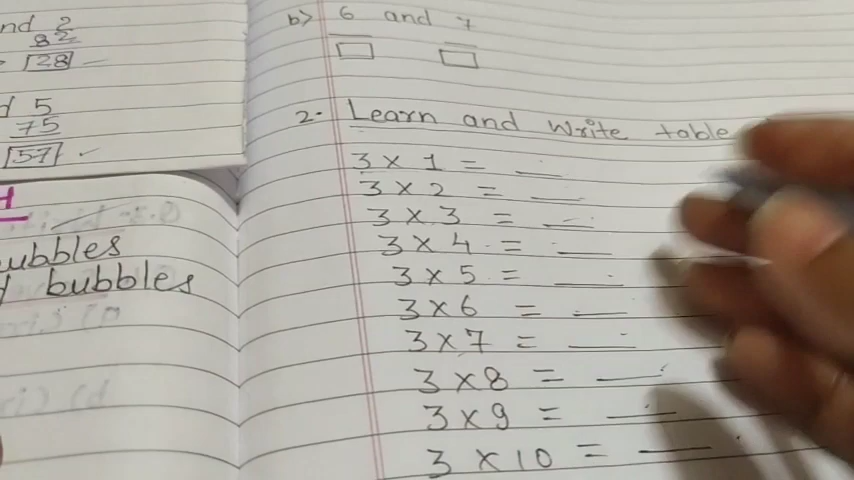 nd 2
82
28
d 5
75
57
H
ubbles
bubbles
b> 6 and 7
2. Learn and Write table
3 x 1 =
3 x 2 =
3 x 3 =
3 x 4 =
3 x 5 =
3 x 6 =
3 x 7 =
3 x 8 =
3 x 9 =
3 x 10 =